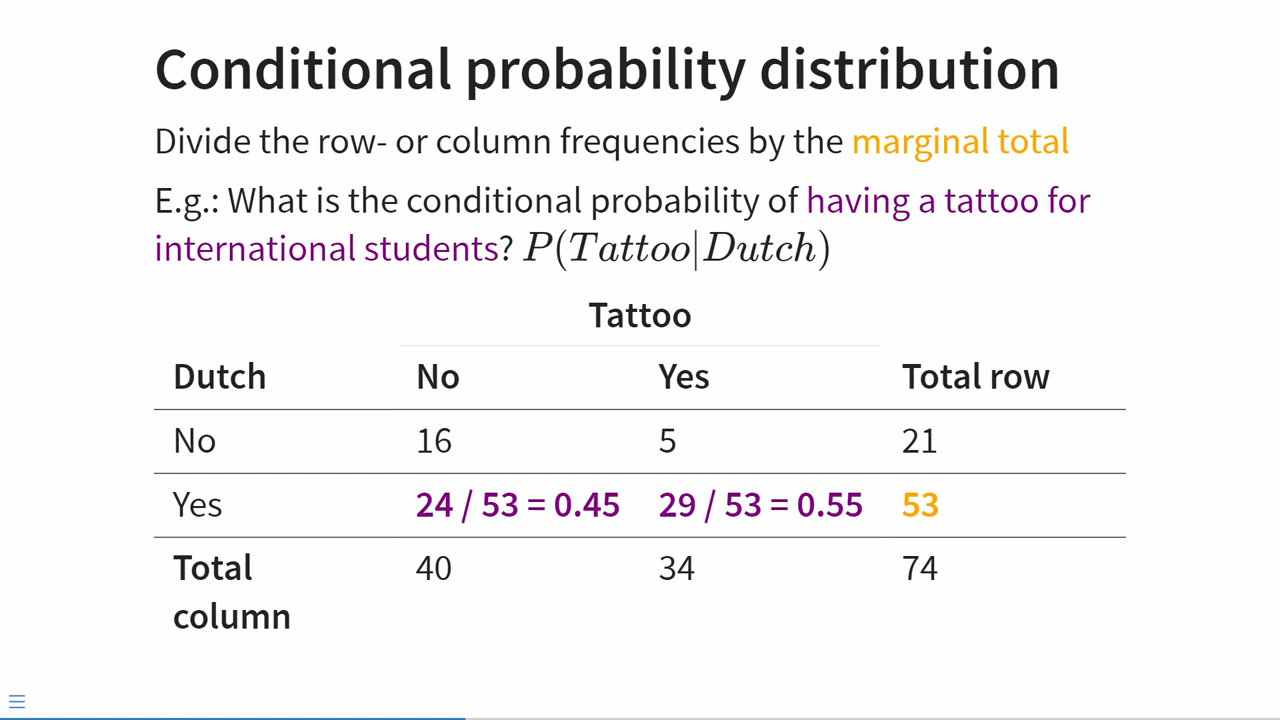 Conditional probability distribution
Divide the row- or column frequencies by the marginal total
E.g.: What is the conditional probability of having a tattoo for
international students? P(Tattoo|Dutch)
Tattoo
Dutch No Yes Total row
No 16 5 21
Yes 24 / 53 = 0.45 29 / 53 = 0.55 53
Total 40 34 74
column